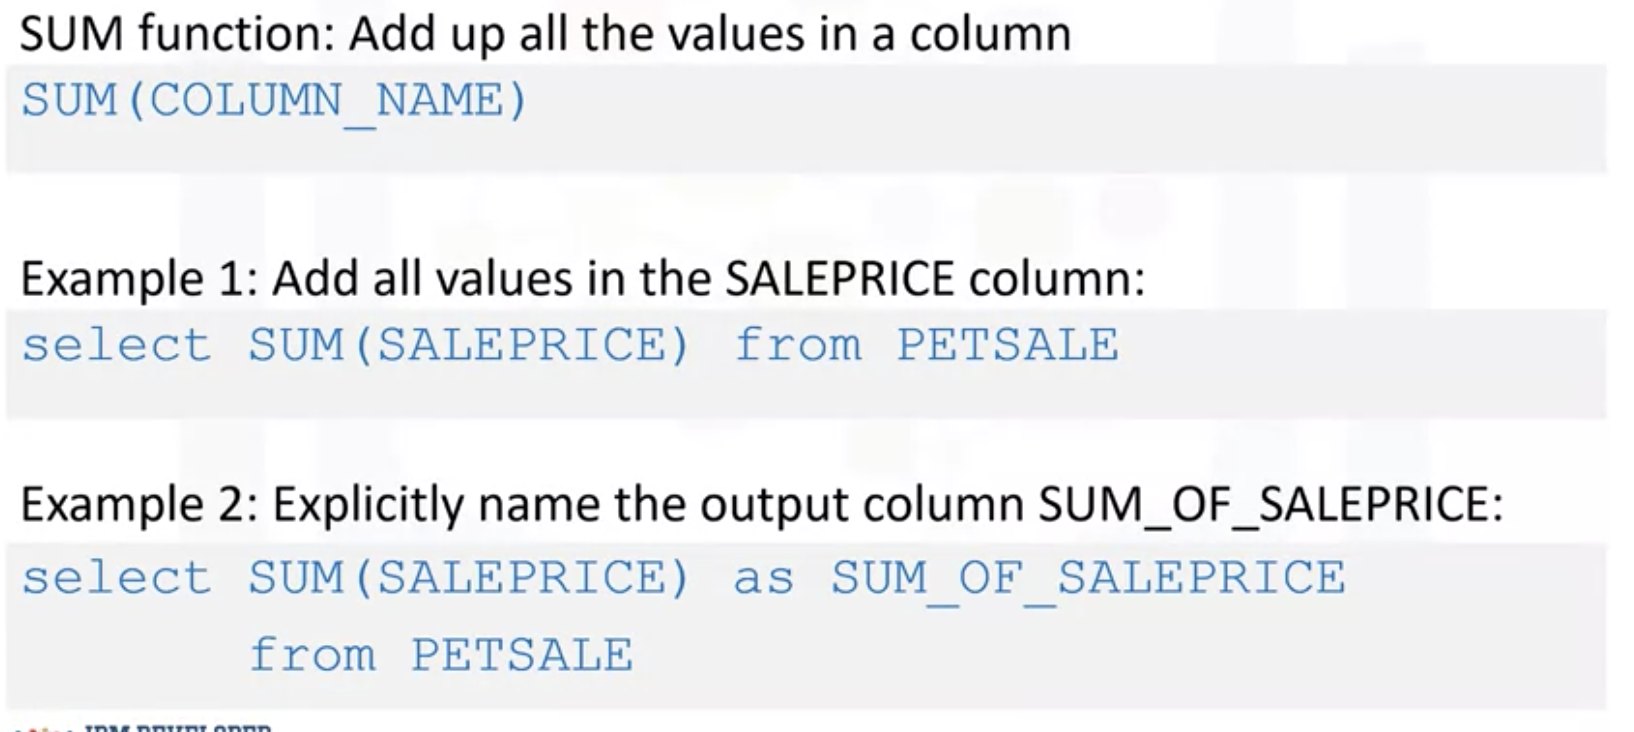 SUM function: Add up all the values in a column
SUM(COLUMN_NAME)
Example 1: Add all values in the SALEPRICE column:
select SUM(SALEPRICE) from PETSALE
Example 2: Explicitly name the output column SUM_OF_SALEPRICE:
select SUM(SALEPRICE) as SUM_OF_SALEPRICE
from PETSALE
IBM DEVELOPER